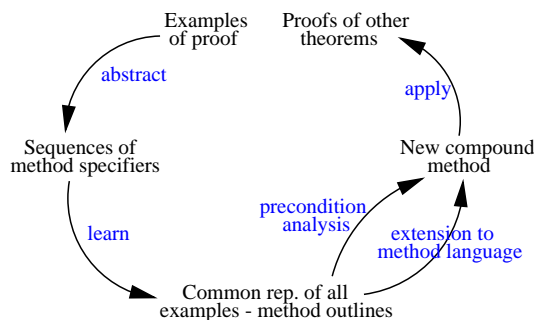 Examples
of proof
Proofs of other
theorems
abstract
apply
Sequences of
method specifiers
New compound
method
precondition
analysis
learn
extension to
method language
Common rep. of all
examples - method outlines